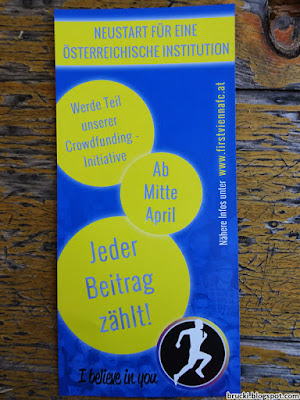 NEUSTART FÜR EINE
ÖSTERREICHISCHE INSTITUTION
Werde Teil
unserer
Crowdfunding -
Initiative
Ab
Mitte
April
Jeder
Beitrag
zählt!
Nähere Infos unter www.firstviennafc.at
I believe in you
bruckl.blogspot.com